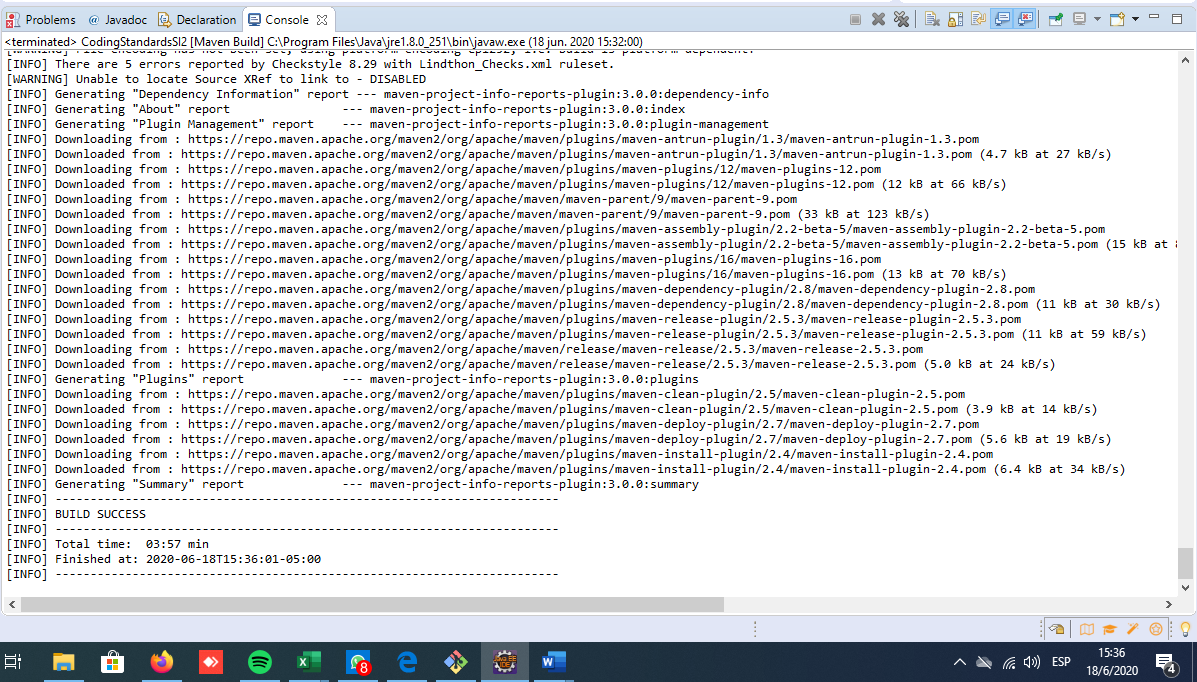 Problems @ Javadoc Declaration Console
<terminated> CodingStandardsSI2 [Maven Build] C:\Program Files\Java\jre1.8.0_251\bin\javaw.exe (18 jun. 2020 15:32:00)
[WARNING] File encoding has not been set, using platform encoding Cp1252, i.e. build is platform dependent!
[INFO] There are 5 errors reported by Checkstyle 8.29 with Lindthon_Checks.xml ruleset.
[WARNING] Unable to locate Source XRef to link to - DISABLED
[INFO] Generating "Dependency Information" report --- maven-project-info-reports-plugin:3.0.0:dependency-info
[INFO] Generating "About" report --- maven-project-info-reports-plugin:3.0.0:index
[INFO] Generating "Plugin Management" report --- maven-project-info-reports-plugin:3.0.0:plugin-management
[INFO] Downloading from : https://repo.maven.apache.org/maven2/org/apache/maven/plugins/maven-antrun-plugin/1.3/maven-antrun-plugin-1.3.pom
[INFO] Downloaded from : https://repo.maven.apache.org/maven2/org/apache/maven/plugins/maven-antrun-plugin/1.3/maven-antrun-plugin-1.3.pom (4.7 kB at 27 kB/s)
[INFO] Downloading from : https://repo.maven.apache.org/maven2/org/apache/maven/plugins/maven-plugins/12/maven-plugins-12.pom
[INFO] Downloaded from : https://repo.maven.apache.org/maven2/org/apache/maven/plugins/maven-plugins/12/maven-plugins-12.pom (12 kB at 66 kB/s)
[INFO] Downloading from : https://repo.maven.apache.org/maven2/org/apache/maven/maven-parent/9/maven-parent-9.pom
[INFO] Downloaded from : https://repo.maven.apache.org/maven2/org/apache/maven/maven-parent/9/maven-parent-9.pom (33 kB at 123 kB/s)
[INFO] Downloading from : https://repo.maven.apache.org/maven2/org/apache/maven/plugins/maven-assembly-plugin/2.2-beta-5/maven-assembly-plugin-2.2-beta-5.pom
[INFO] Downloaded from : https://repo.maven.apache.org/maven2/org/apache/maven/plugins/maven-assembly-plugin/2.2-beta-5/maven-assembly-plugin-2.2-beta-5.pom (15 kB at
[INFO] Downloading from : https://repo.maven.apache.org/maven2/org/apache/maven/plugins/maven-plugins/16/maven-plugins-16.pom
[INFO] Downloaded from : https://repo.maven.apache.org/maven2/org/apache/maven/plugins/maven-plugins/16/maven-plugins-16.pom (13 kB at 70 kB/s)
[INFO] Downloading from : https://repo.maven.apache.org/maven2/org/apache/maven/plugins/maven-dependency-plugin/2.8/maven-dependency-plugin-2.8.pom
[INFO] Downloaded from : https://repo.maven.apache.org/maven2/org/apache/maven/plugins/maven-dependency-plugin/2.8/maven-dependency-plugin-2.8.pom (11 kB at 30 kB/s)
[INFO] Downloading from : https://repo.maven.apache.org/maven2/org/apache/maven/plugins/maven-release-plugin/2.5.3/maven-release-plugin-2.5.3.pom
[INFO] Downloaded from : https://repo.maven.apache.org/maven2/org/apache/maven/plugins/maven-release-plugin/2.5.3/maven-release-plugin-2.5.3.pom (11 kB at 59 kB/s)
[INFO] Downloading from : https://repo.maven.apache.org/maven2/org/apache/maven/release/maven-release/2.5.3/maven-release-2.5.3.pom
[INFO] Downloaded from : https://repo.maven.apache.org/maven2/org/apache/maven/release/maven-release/2.5.3/maven-release-2.5.3.pom (5.0 kB at 24 kB/s)
[INFO] Generating "Plugins" report --- maven-project-info-reports-plugin:3.0.0:plugins
[INFO] Downloading from : https://repo.maven.apache.org/maven2/org/apache/maven/plugins/maven-clean-plugin/2.5/maven-clean-plugin-2.5.pom
[INFO] Downloaded from : https://repo.maven.apache.org/maven2/org/apache/maven/plugins/maven-clean-plugin/2.5/maven-clean-plugin-2.5.pom (3.9 kB at 14 kB/s)
[INFO] Downloading from : https://repo.maven.apache.org/maven2/org/apache/maven/plugins/maven-deploy-plugin/2.7/maven-deploy-plugin-2.7.pom
[INFO] Downloaded from : https://repo.maven.apache.org/maven2/org/apache/maven/plugins/maven-deploy-plugin/2.7/maven-deploy-plugin-2.7.pom (5.6 kB at 19 kB/s)
[INFO] Downloading from : https://repo.maven.apache.org/maven2/org/apache/maven/plugins/maven-install-plugin/2.4/maven-install-plugin-2.4.pom
[INFO] Downloaded from : https://repo.maven.apache.org/maven2/org/apache/maven/plugins/maven-install-plugin/2.4/maven-install-plugin-2.4.pom (6.4 kB at 34 kB/s)
[INFO] Generating "Summary" report --- maven-project-info-reports-plugin:3.0.0:summary
[INFO] ------------------------------------------------------------------------
[INFO] BUILD SUCCESS
[INFO] ------------------------------------------------------------------------
[INFO] Total time:  03:57 min
[INFO] Finished at: 2020-06-18T15:36:01-05:00
[INFO] ------------------------------------------------------------------------
8
ESP
15:36
18/6/2020
4